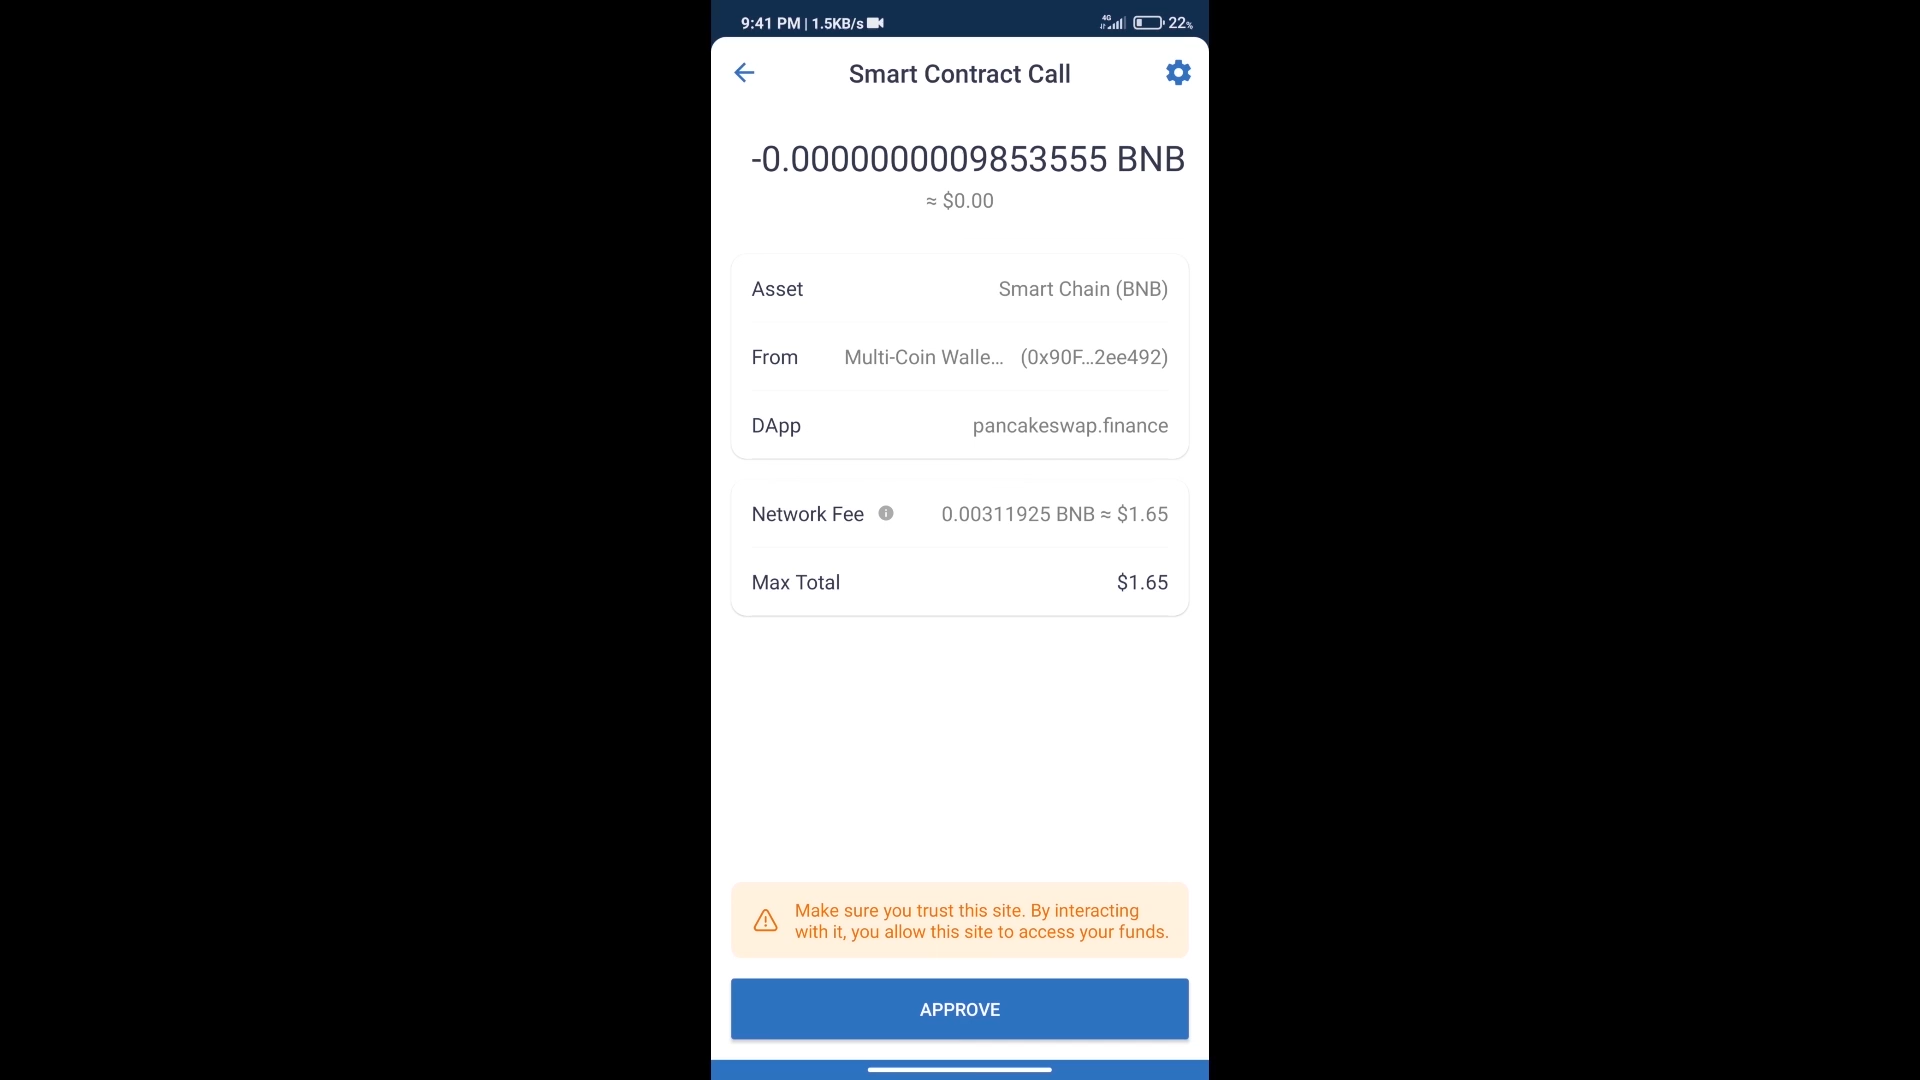 9:41 PM | 1.5KB/s 4G 22%
Smart Contract Call
-0.0000000009853555 BNB
≈ $0.00
Asset Smart Chain (BNB)
From Multi-Coin Walle... (0x90F...2ee492)
DApp pancakeswap.finance
Network Fee 0.00311925 BNB ≈ $1.65
Max Total $1.65
Make sure you trust this site. By interacting
with it, you allow this site to access your funds.
APPROVE